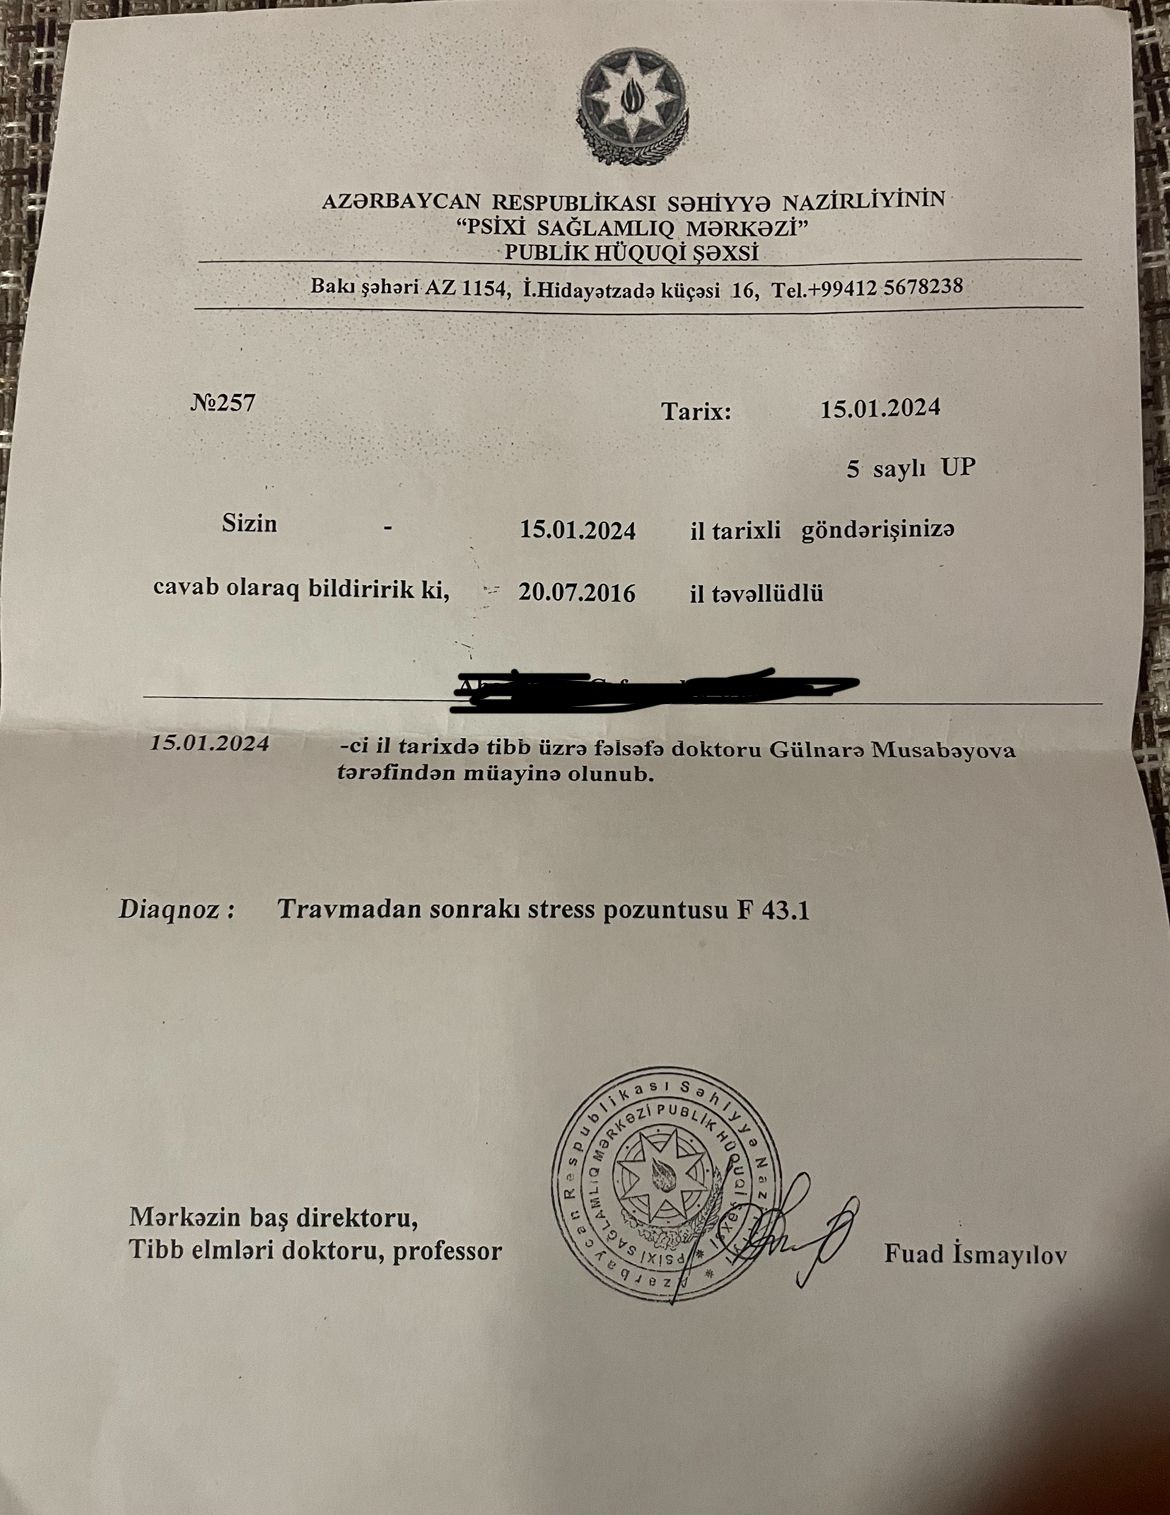 AZƏRBAYCAN RESPUBLİKASI SƏHİYYƏ NAZİRLİYİNİN
“PSİXİ SAĞLAMLIQ MƏRKƏZİ”
PUBLİK HÜQUQİ ŞƏXSİ
Bakı şəhəri AZ 1154, İ.Hidayətzadə küçəsi 16, Tel.+99412 5678238
№257 Tarix: 15.01.2024
5 saylı UP
Sizin - 15.01.2024 il tarixli göndərişinizə
cavab olaraq bildiririk ki, 20.07.2016 il təvəllüdlü
15.01.2024 -ci il tarixdə tibb üzrə fəlsəfə doktoru Gülnarə Musabəyova
tərəfindən müayinə olunub.
Diaqnoz : Travmadan sonrakı stress pozuntusu F 43.1
Azərbaycan Respublikası Səhiyyə Nazirliyi
PSİXİ SAĞLAMLIQ MƏRKƏZİ PUBLİK HÜQUQİ ŞƏXSİ
Mərkəzin baş direktoru,
Tibb elmləri doktoru, professor Fuad İsmayılov